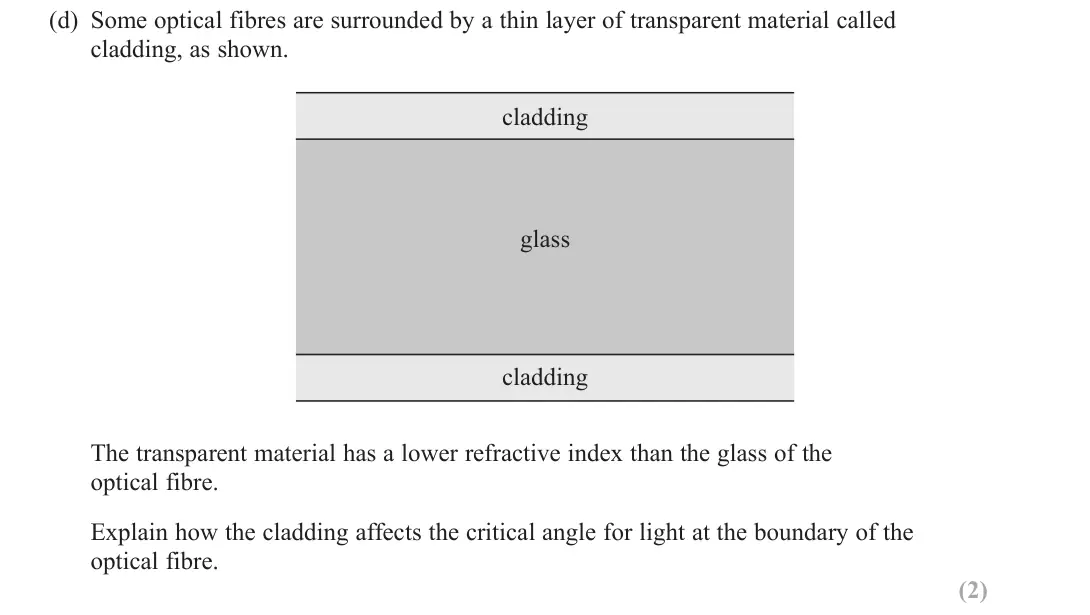 (d) Some optical fibres are surrounded by a thin layer of transparent material called
cladding, as shown.
cladding
glass
cladding
The transparent material has a lower refractive index than the glass of the
optical fibre.
Explain how the cladding affects the critical angle for light at the boundary of the
optical fibre.
(2)